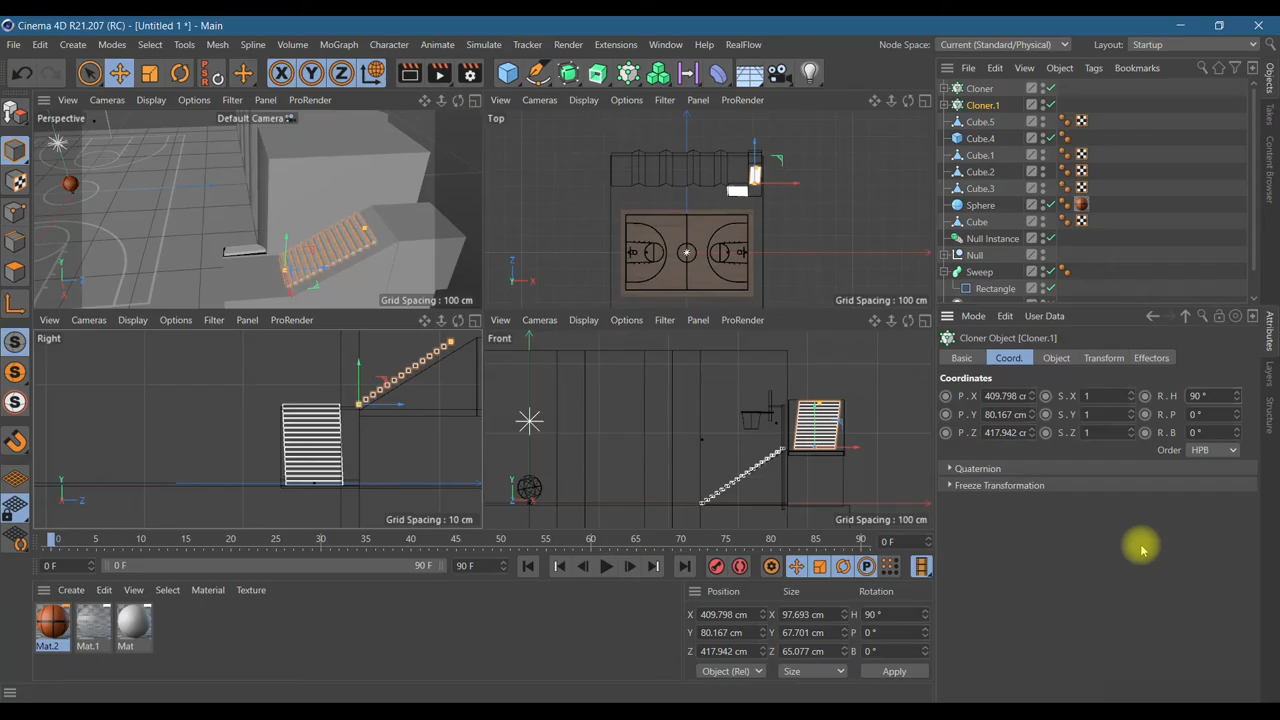 Cinema 4D R21.207 (RC) - [Untitled 1 *] - Main
File Edit Create Modes Select Tools Mesh Spline Volume MoGraph Character Animate Simulate Tracker Render Extensions Window Help RealFlow Node Space: Current (Standard/Physical) Layout: Startup
PSR X Y Z
File Edit View Object Tags Bookmarks
View Cameras Display Options Filter Panel ProRender
View Cameras Display Options Filter Panel ProRender
Perspective Default Camera
Top
Cloner
Cloner.1
Cube.5
Cube.4
Cube.1
Cube.2
Cube.3
Sphere
Cube
Null Instance
Null
Sweep
Rectangle
Y Z X
Z Y X
Grid Spacing : 100 cm
Grid Spacing : 100 cm
View Cameras Display Options Filter Panel ProRender
View Cameras Display Options Filter Panel ProRender
Right
Front
Y Z
Y X
Grid Spacing : 10 cm
Grid Spacing : 100 cm
Mode Edit User Data
Cloner Object [Cloner.1]
Basic Coord. Object Transform Effectors
Coordinates
P . X 409.798 cm S . X 1 R . H 90 °
P . Y 80.167 cm S . Y 1 R . P 0 °
P . Z 417.942 cm S . Z 1 R . B 0 °
Order HPB
Quaternion
Freeze Transformation
Objects
Takes
Content Browser
Attributes
Layers
Structure
0 5 10 15 20 25 30 35 40 45 50 55 60 65 70 75 80 85 90 0 F
0 F 0 F 90 F 90 F
Create Edit View Select Material Texture
Mat.2 Mat.1 Mat
Position Size Rotation
X 409.798 cm X 97.693 cm H 90 °
Y 80.167 cm Y 67.701 cm P 0 °
Z 417.942 cm Z 65.077 cm B 0 °
Object (Rel) Size Apply